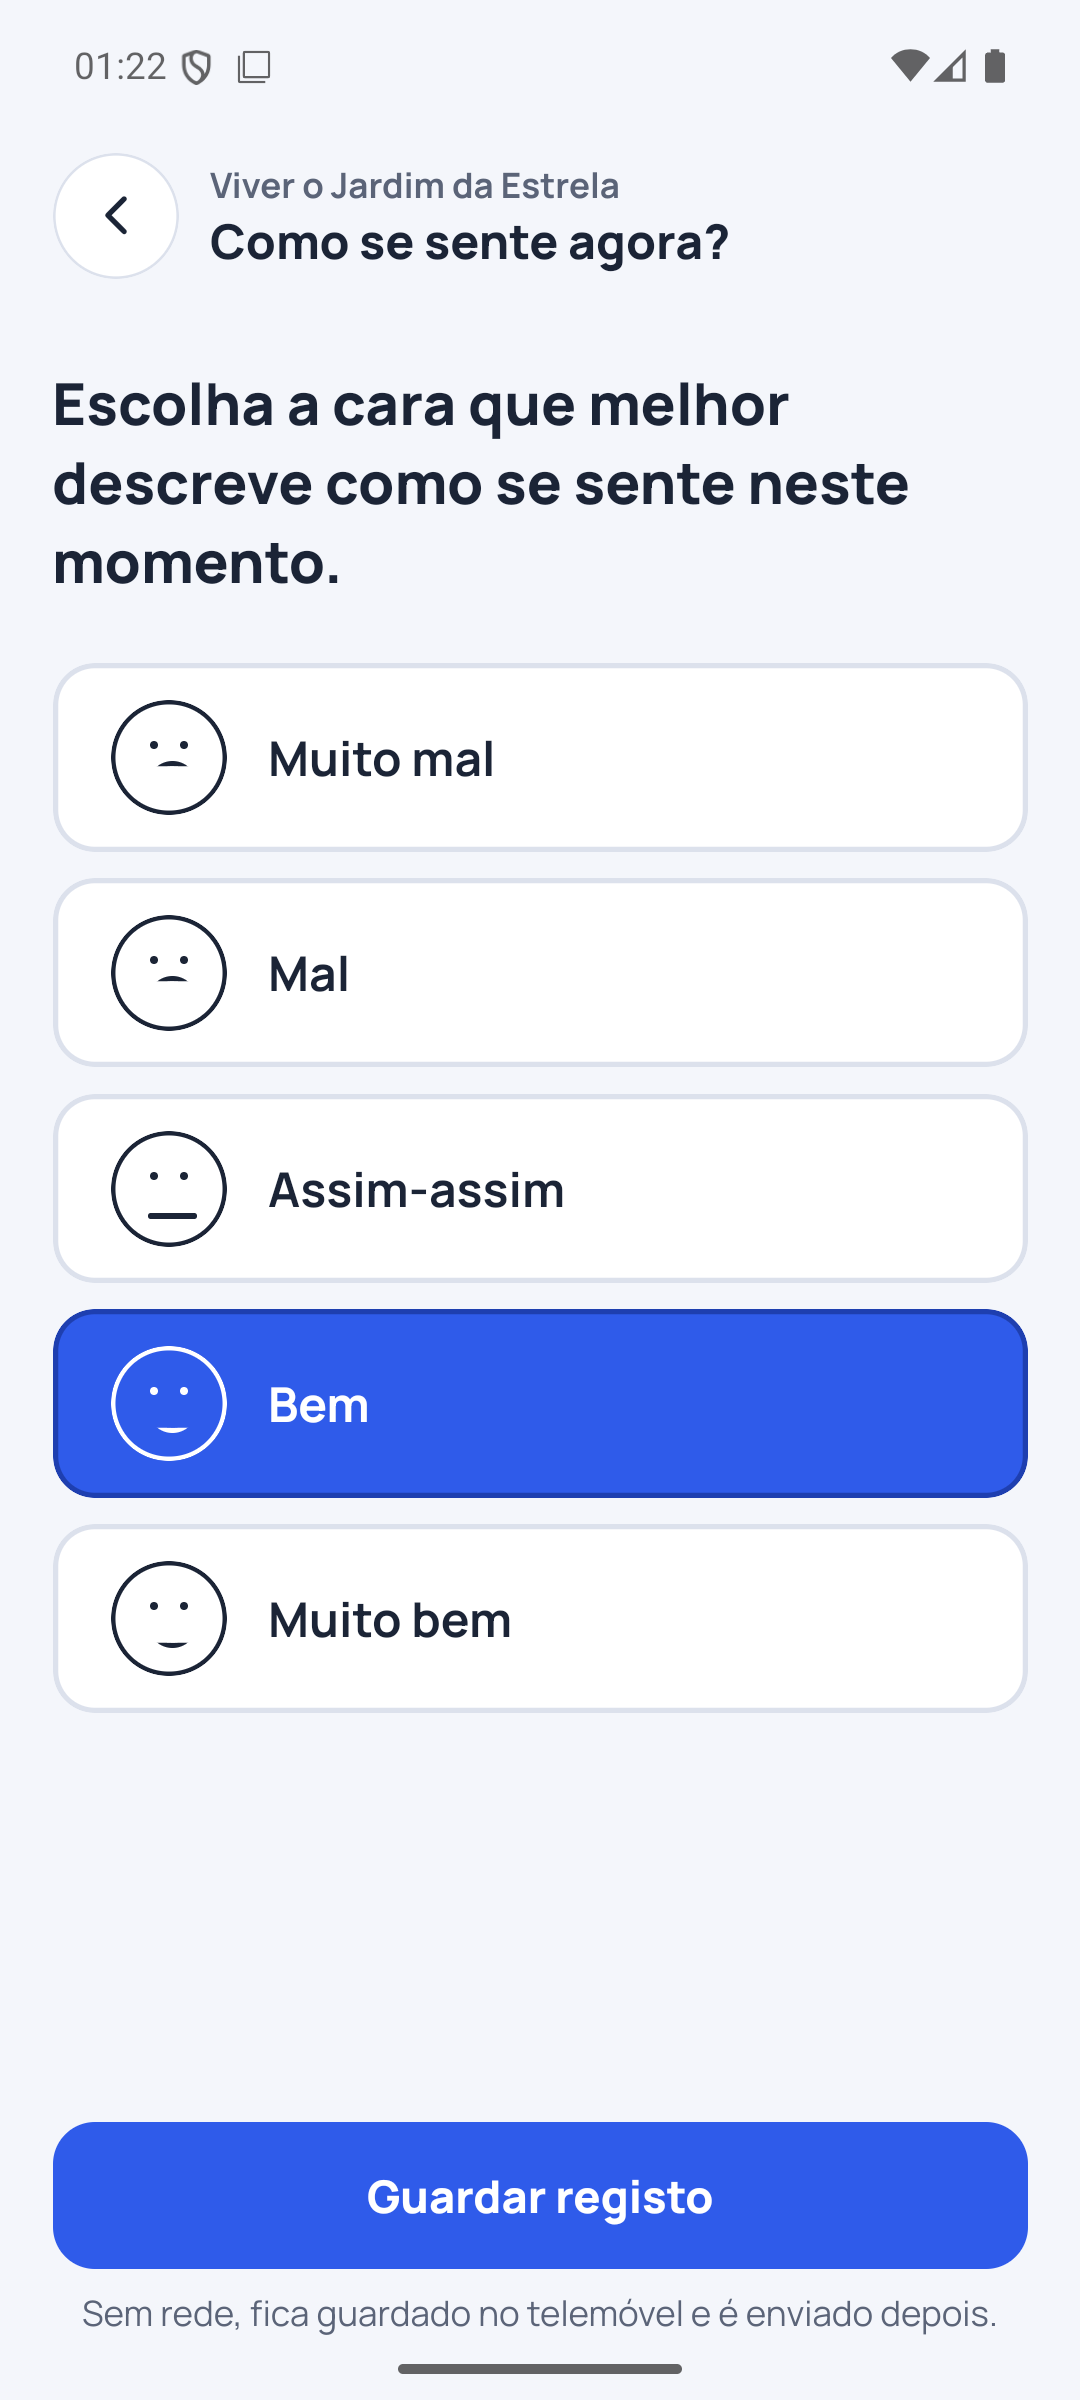 01:22
Viver o Jardim da Estrela
Como se sente agora?
Escolha a cara que melhor
descreve como se sente neste
momento.
Muito mal
Mal
Assim-assim
Bem
Muito bem
Guardar registo
Sem rede, fica guardado no telemóvel e é enviado depois.